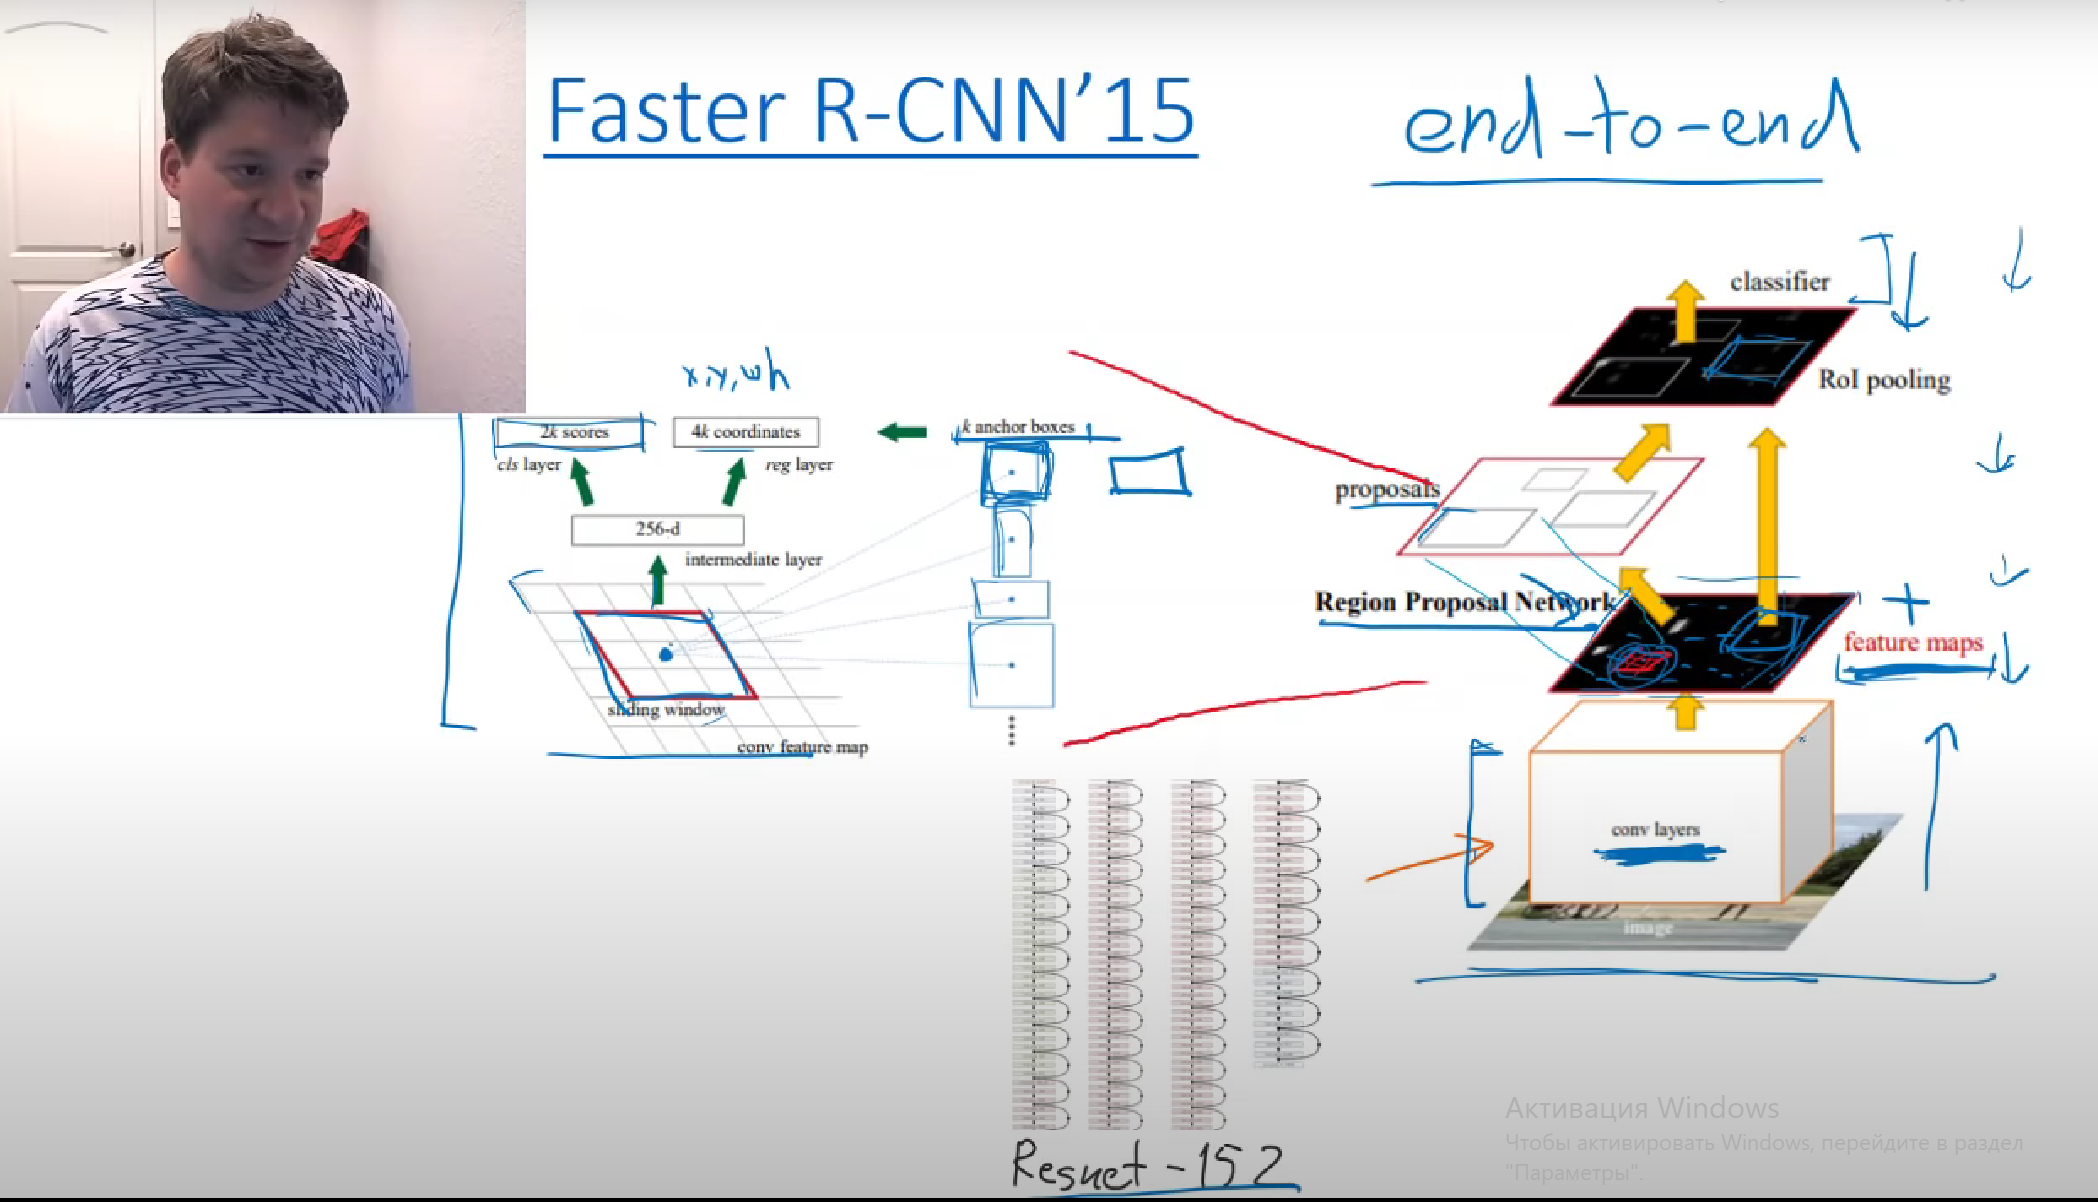 Faster R-CNN'15
end-to-end
classifier
RoI pooling
x,y,wh
2k scores
4k coordinates
k anchor boxes
cls layer
reg layer
proposals
256-d
intermediate layer
Region Proposal Network
+
feature maps
sliding window
conv feature map
conv layers
image
Resnet-152
Активация Windows
Чтобы активировать Windows, перейдите в раздел
"Параметры".